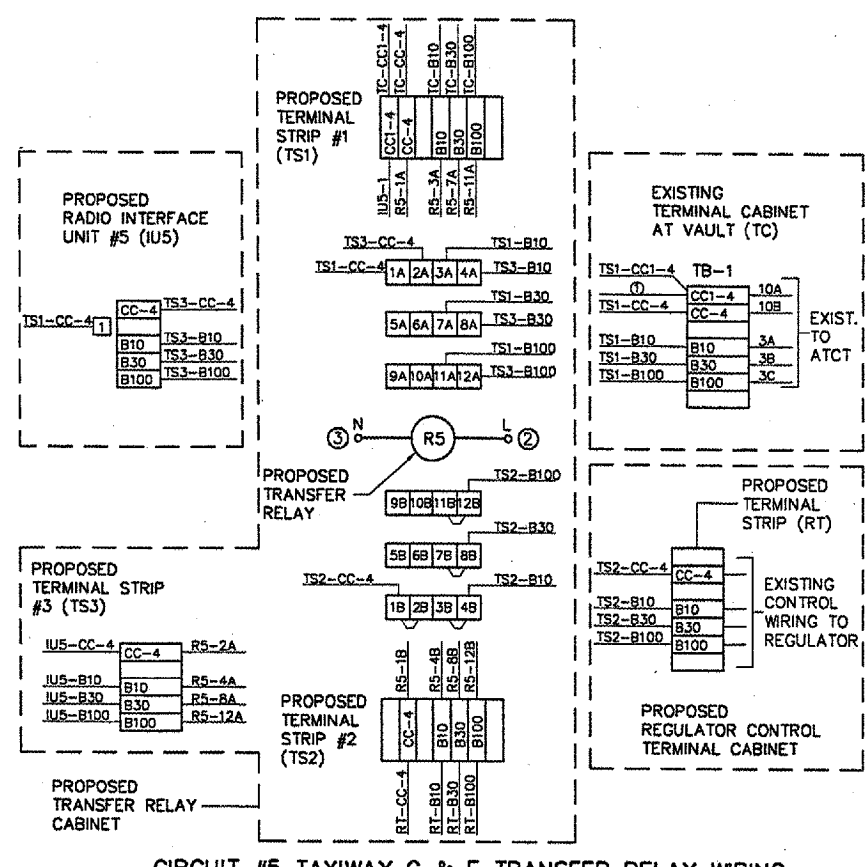 TC-CC1-4
TC-CC-4
TC-B10
TC-B30
TC-B100
PROPOSED
TERMINAL
STRIP #1
(TS1)
CC1-4
CC-4
B10
B30
B100
IU5-1
R5-1A
R5-3A
R5-7A
R5-11A
PROPOSED
RADIO INTERFACE
UNIT #5 (IU5)
TS1-CC-4
1
CC-4
B10
B30
B100
TS3-CC-4
TS3-B10
TS3-B30
TS3-B100
TS3-CC-4
TS1-B10
TS1-CC-4
1A 2A 3A 4A
TS3-B10
TS1-B30
5A 6A 7A 8A
TS3-B30
TS1-B100
9A 10A 11A 12A
TS3-B100
EXISTING
TERMINAL CABINET
AT VAULT (TC)
TS1-CC1-4
①
TS1-CC-4
TS1-B10
TS1-B30
TS1-B100
TB-1
CC1-4
CC-4
B10
B30
B100
10A
10B
3A
3B
3C
EXIST.
TO
ATCT
③ N
R5
L ②
PROPOSED
TRANSFER
RELAY
TS2-B100
9B 10B 11B 12B
TS2-B30
5B 6B 7B 8B
TS2-CC-4
TS2-B10
1B 2B 3B 4B
PROPOSED
TERMINAL
STRIP (RT)
TS2-CC-4
TS2-B10
TS2-B30
TS2-B100
CC-4
B10
B30
B100
EXISTING
CONTROL
WIRING TO
REGULATOR
PROPOSED
REGULATOR CONTROL
TERMINAL CABINET
PROPOSED
TERMINAL STRIP
#3 (TS3)
IU5-CC-4
IU5-B10
IU5-B30
IU5-B100
CC-4
B10
B30
B100
R5-2A
R5-4A
R5-8A
R5-12A
R5-1B
R5-4B
R5-8B
R5-12B
PROPOSED
TERMINAL
STRIP #2
(TS2)
CC-4
B10
B30
B100
RT-CC-4
RT-B10
RT-B30
RT-B100
PROPOSED
TRANSFER RELAY
CABINET
CIRCUIT #5 TAXIWAY C & E TRANSFER RELAY WIRING